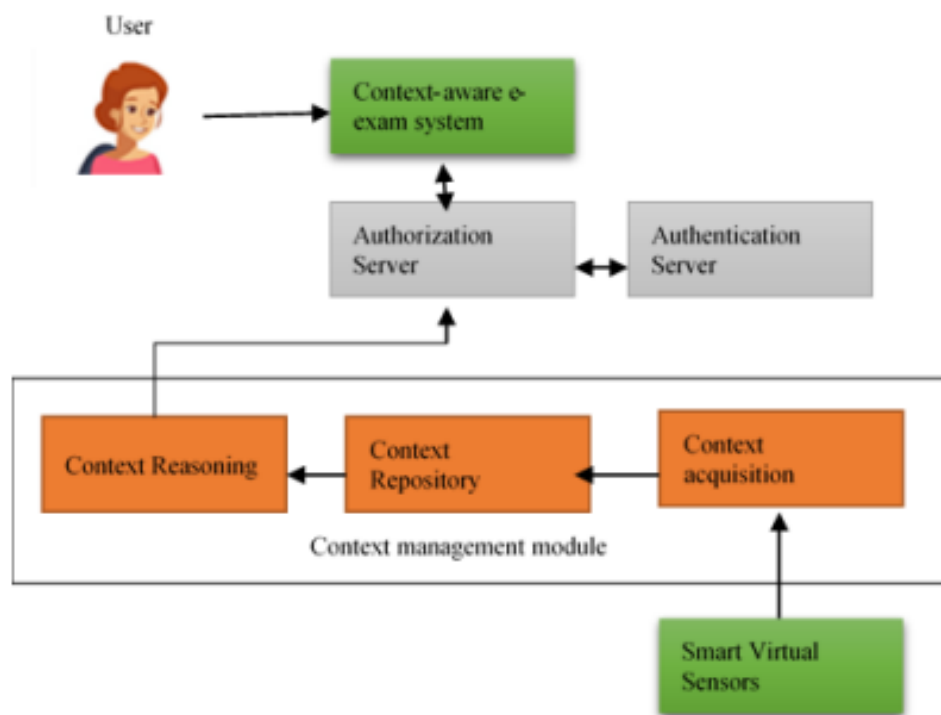 User
Context-aware e-
exam system
Authorization
Server
Authentication
Server
Context Reasoning
Context
Repository
Context
acquisition
Context management module
Smart Virtual
Sensors